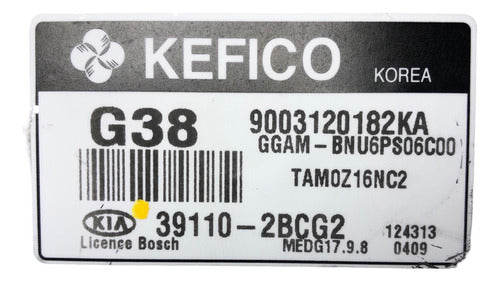 KEFICO KOREA
G38 9003120182KA
GGAM-BNU6PS06C00
TAM0Z16NC2
KIA 39110-2BCG2 124313
Licence Bosch MEDG17.9.8 0409